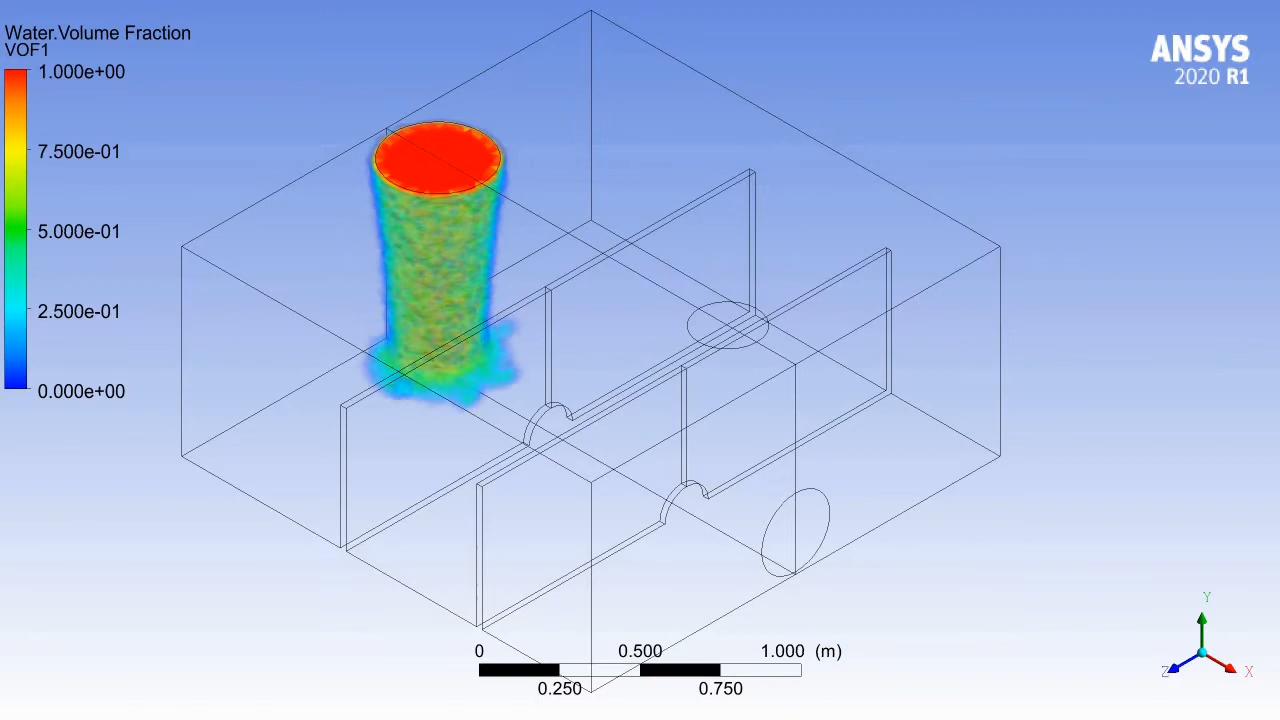 Water.Volume Fraction
VOF1
1.000e+00
7.500e-01
5.000e-01
2.500e-01
0.000e+00
ANSYS
2020 R1
0 0.500 1.000 (m)
0.250 0.750
Y
Z X